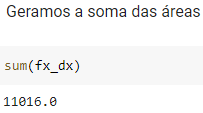 Geramos a soma das áreas
sum(fx_dx)
11016.0